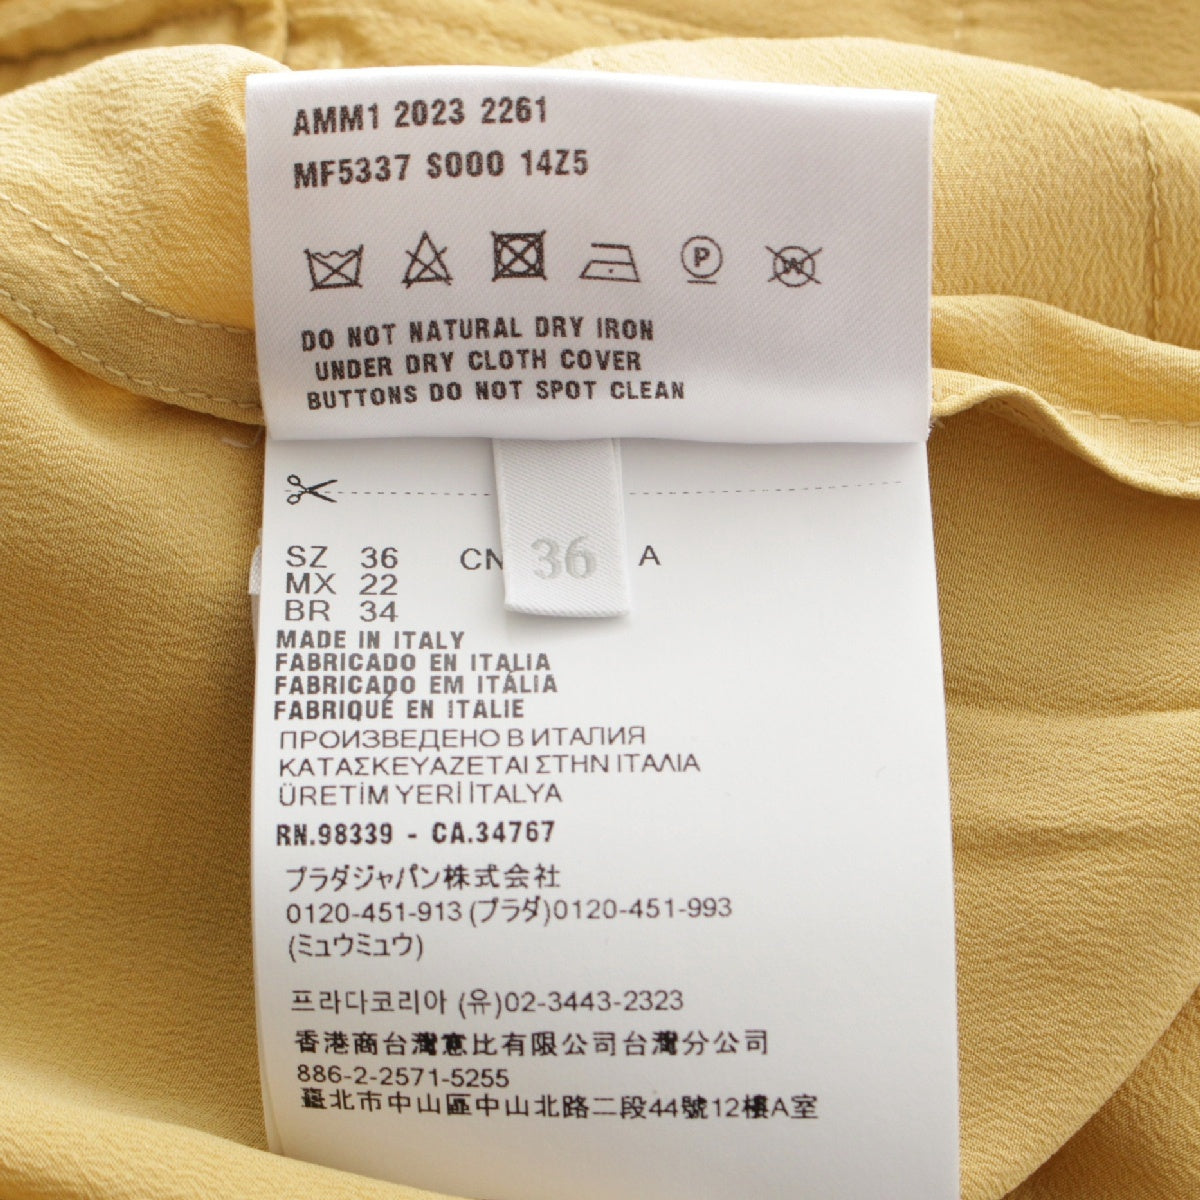 AMM1 2023 2261
MF5337 S000 14Z5
P
W
DO NOT NATURAL DRY IRON
UNDER DRY CLOTH COVER
BUTTONS DO NOT SPOT CLEAN
36
SZ 36 CN A
MX 22
BR 34
MADE IN ITALY
FABRICADO EN ITALIA
FABRICADO EM ITÁLIA
FABRIQUÉ EN ITALIE
ПРОИЗВЕДЕНО В ИТАЛИЯ
ΚΑΤΑΣΚΕΥΑΖΕΤΑΙ ΣΤΗΝ ΙΤΑΛΙΑ
ÜRETİM YERİ İTALYA
RN.98339 - CA.34767
プラダジャパン株式会社
0120-451-913 (プラダ)0120-451-993
(ミュウミュウ)
프라다코리아 (유)02-3443-2323
香港商台灣意比有限公司台灣分公司
886-2-2571-5255
臺北市中山區中山北路二段44號12樓A室